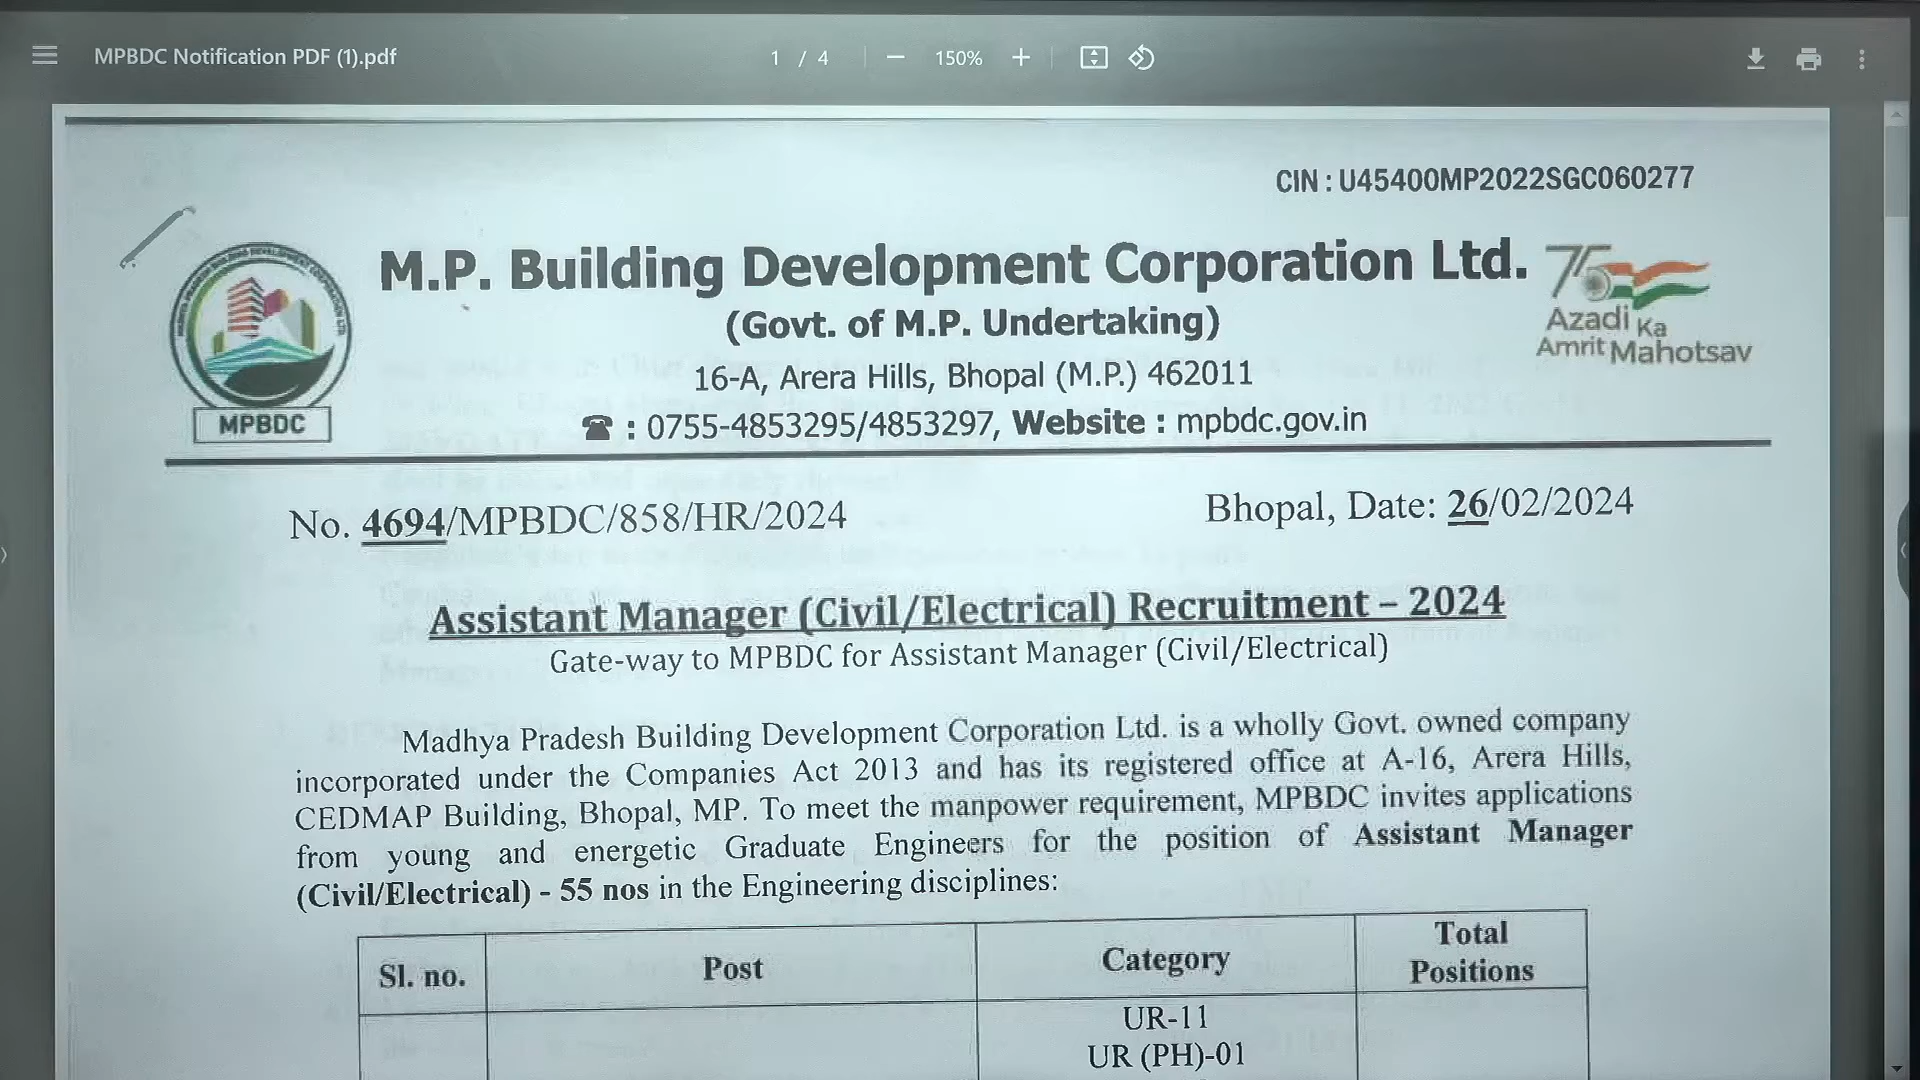 MPBDC Notification PDF (1).pdf
1 / 4
150%
CIN : U45400MP2022SGC060277
M.P. Building Development Corporation Ltd.
(Govt. of M.P. Undertaking)
16-A, Arera Hills, Bhopal (M.P.) 462011
☎ : 0755-4853295/4853297, Website : mpbdc.gov.in
MPBDC
75
Azadi Ka
Amrit Mahotsav
No. 4694/MPBDC/858/HR/2024
Bhopal, Date: 26/02/2024
Assistant Manager (Civil/Electrical) Recruitment – 2024
Gate-way to MPBDC for Assistant Manager (Civil/Electrical)
Madhya Pradesh Building Development Corporation Ltd. is a wholly Govt. owned company
incorporated under the Companies Act 2013 and has its registered office at A-16, Arera Hills,
CEDMAP Building, Bhopal, MP. To meet the manpower requirement, MPBDC invites applications
from young and energetic Graduate Engineers for the position of Assistant Manager
(Civil/Electrical) - 55 nos in the Engineering disciplines:
Sl. no.
Post
Category
Total
Positions
UR-11
UR (PH)-01